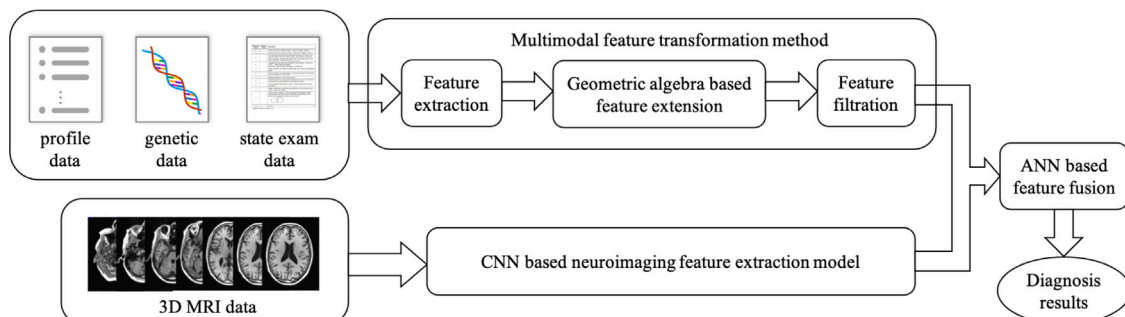 profile
data
genetic
data
state exam
data
Multimodal feature transformation method
Feature
extraction
Geometric algebra based
feature extension
Feature
filtration
3D MRI data
CNN based neuroimaging feature extraction model
ANN based
feature fusion
Diagnosis
results